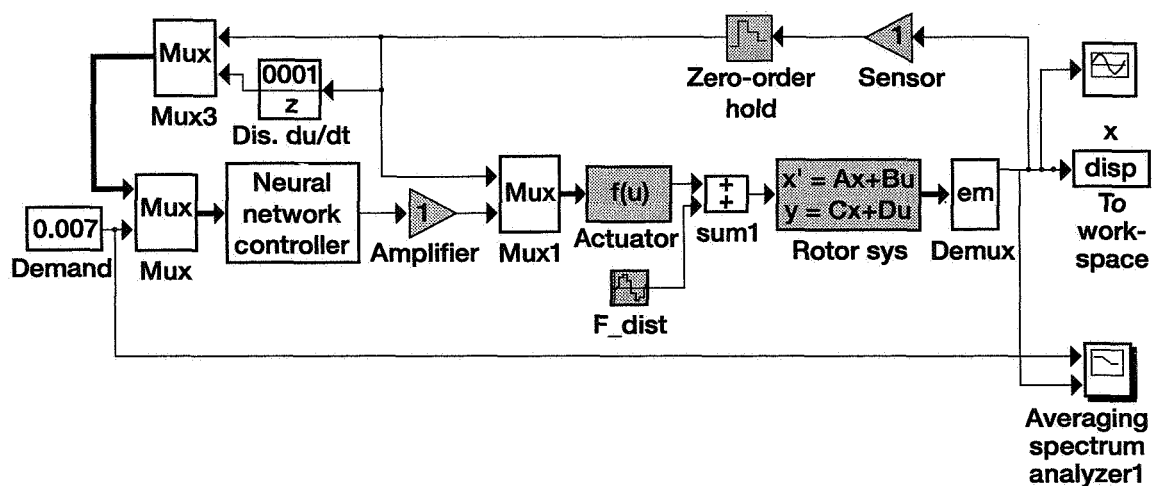 Mux
Mux3
0001
z
Dis. du/dt
Zero-order
hold
1
Sensor
x
disp
To
work-
space
0.007
Demand
Mux
Mux
Neural
network
controller
1
Amplifier
Mux
Mux1
f(u)
Actuator
+
+
sum1
F_dist
x' = Ax+Bu
y = Cx+Du
Rotor sys
em
Demux
Averaging
spectrum
analyzer1